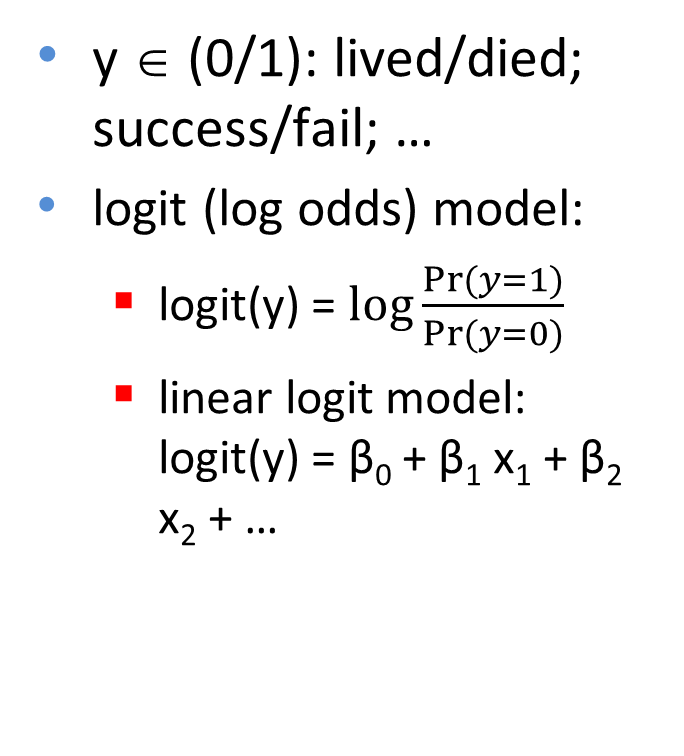 • y ∈ (0/1): lived/died;
success/fail; …
• logit (log odds) model:
▪ logit(y) = log Pr(y=1)/Pr(y=0)
▪ linear logit model:
logit(y) = β₀ + β₁ x₁ + β₂
x₂ + …